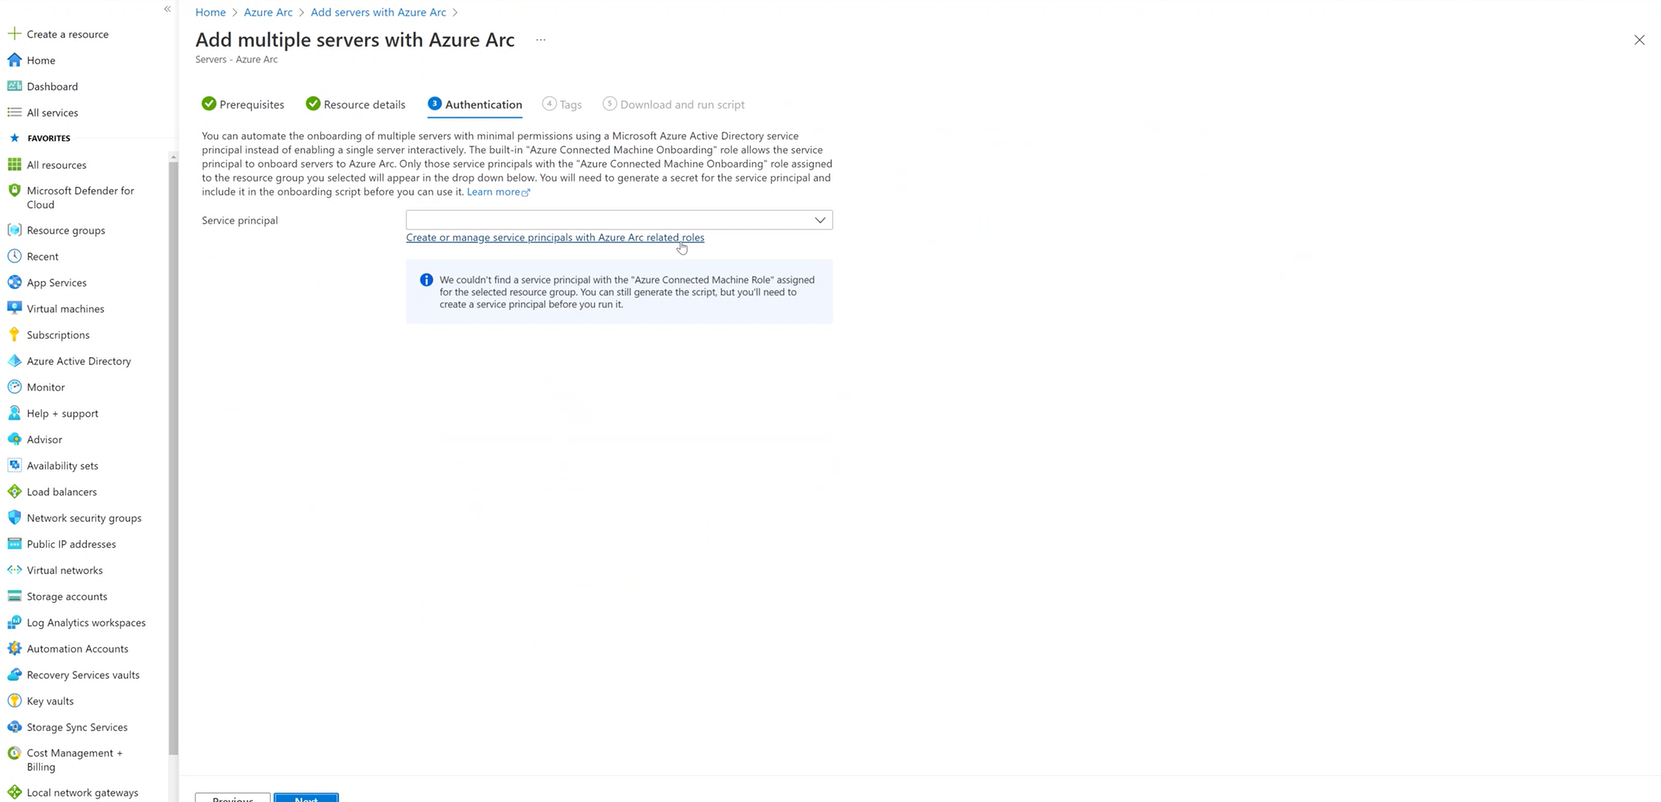 «
Create a resource
Home
Dashboard
All services
FAVORITES
All resources
Microsoft Defender for
Cloud
Resource groups
Recent
App Services
Virtual machines
Subscriptions
Azure Active Directory
Monitor
Help + support
Advisor
Availability sets
Load balancers
Network security groups
Public IP addresses
Virtual networks
Storage accounts
Log Analytics workspaces
Automation Accounts
Recovery Services vaults
Key vaults
Storage Sync Services
Cost Management +
Billing
Local network gateways
Home > Azure Arc > Add servers with Azure Arc >
Add multiple servers with Azure Arc ...
Servers - Azure Arc
Prerequisites Resource details 3 Authentication 4 Tags 5 Download and run script
You can automate the onboarding of multiple servers with minimal permissions using a Microsoft Azure Active Directory service
principal instead of enabling a single server interactively. The built-in "Azure Connected Machine Onboarding" role allows the service
principal to onboard servers to Azure Arc. Only those service principals with the "Azure Connected Machine Onboarding" role assigned
to the resource group you selected will appear in the drop down below. You will need to generate a secret for the service principal and
include it in the onboarding script before you can use it. Learn more
Service principal
Create or manage service principals with Azure Arc related roles
We couldn't find a service principal with the "Azure Connected Machine Role" assigned
for the selected resource group. You can still generate the script, but you'll need to
create a service principal before you run it.
Previous Next